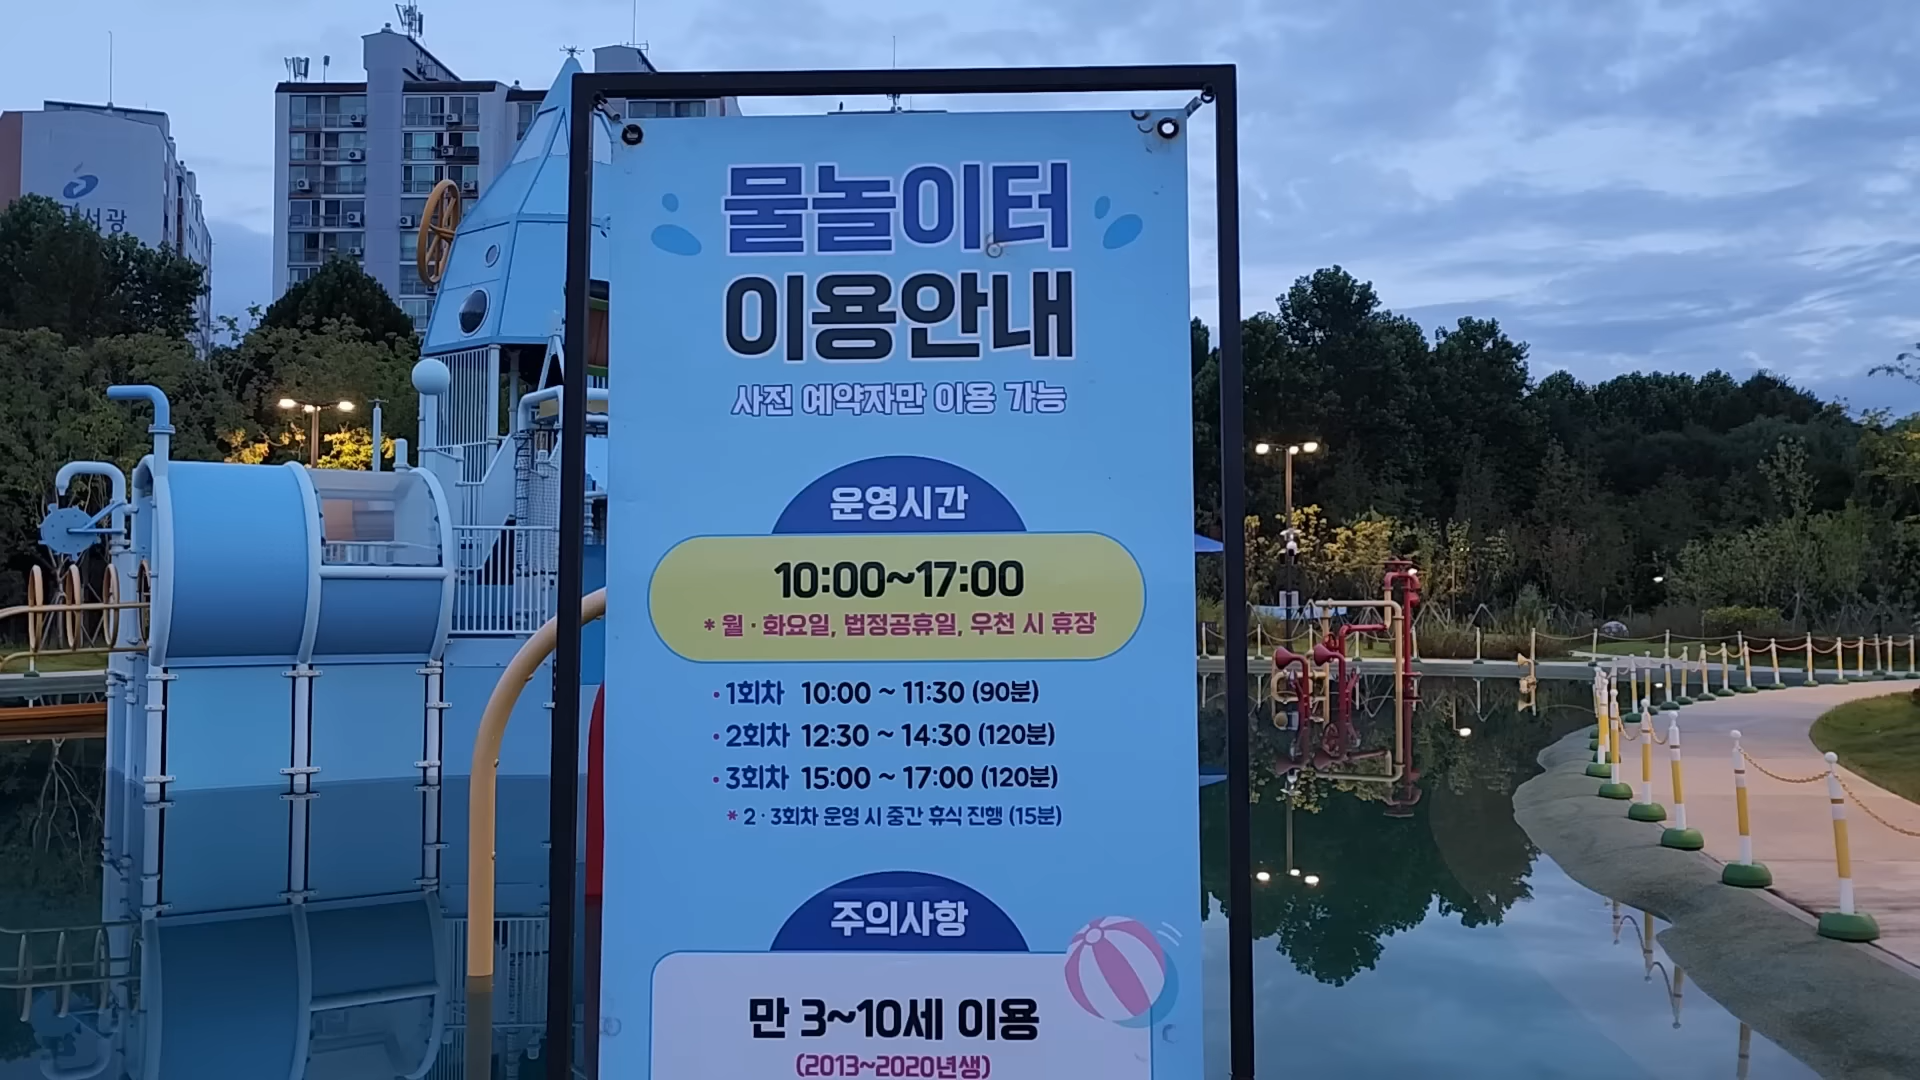 물놀이터
이용안내
사전 예약자만 이용 가능
운영시간
10:00~17:00
* 월·화요일, 법정공휴일, 우천 시 휴장
• 1회차 10:00 ~ 11:30 (90분)
• 2회차 12:30 ~ 14:30 (120분)
• 3회차 15:00 ~ 17:00 (120분)
* 2·3회차 운영 시 중간 휴식 진행 (15분)
주의사항
만 3~10세 이용
(2013~2020년생)